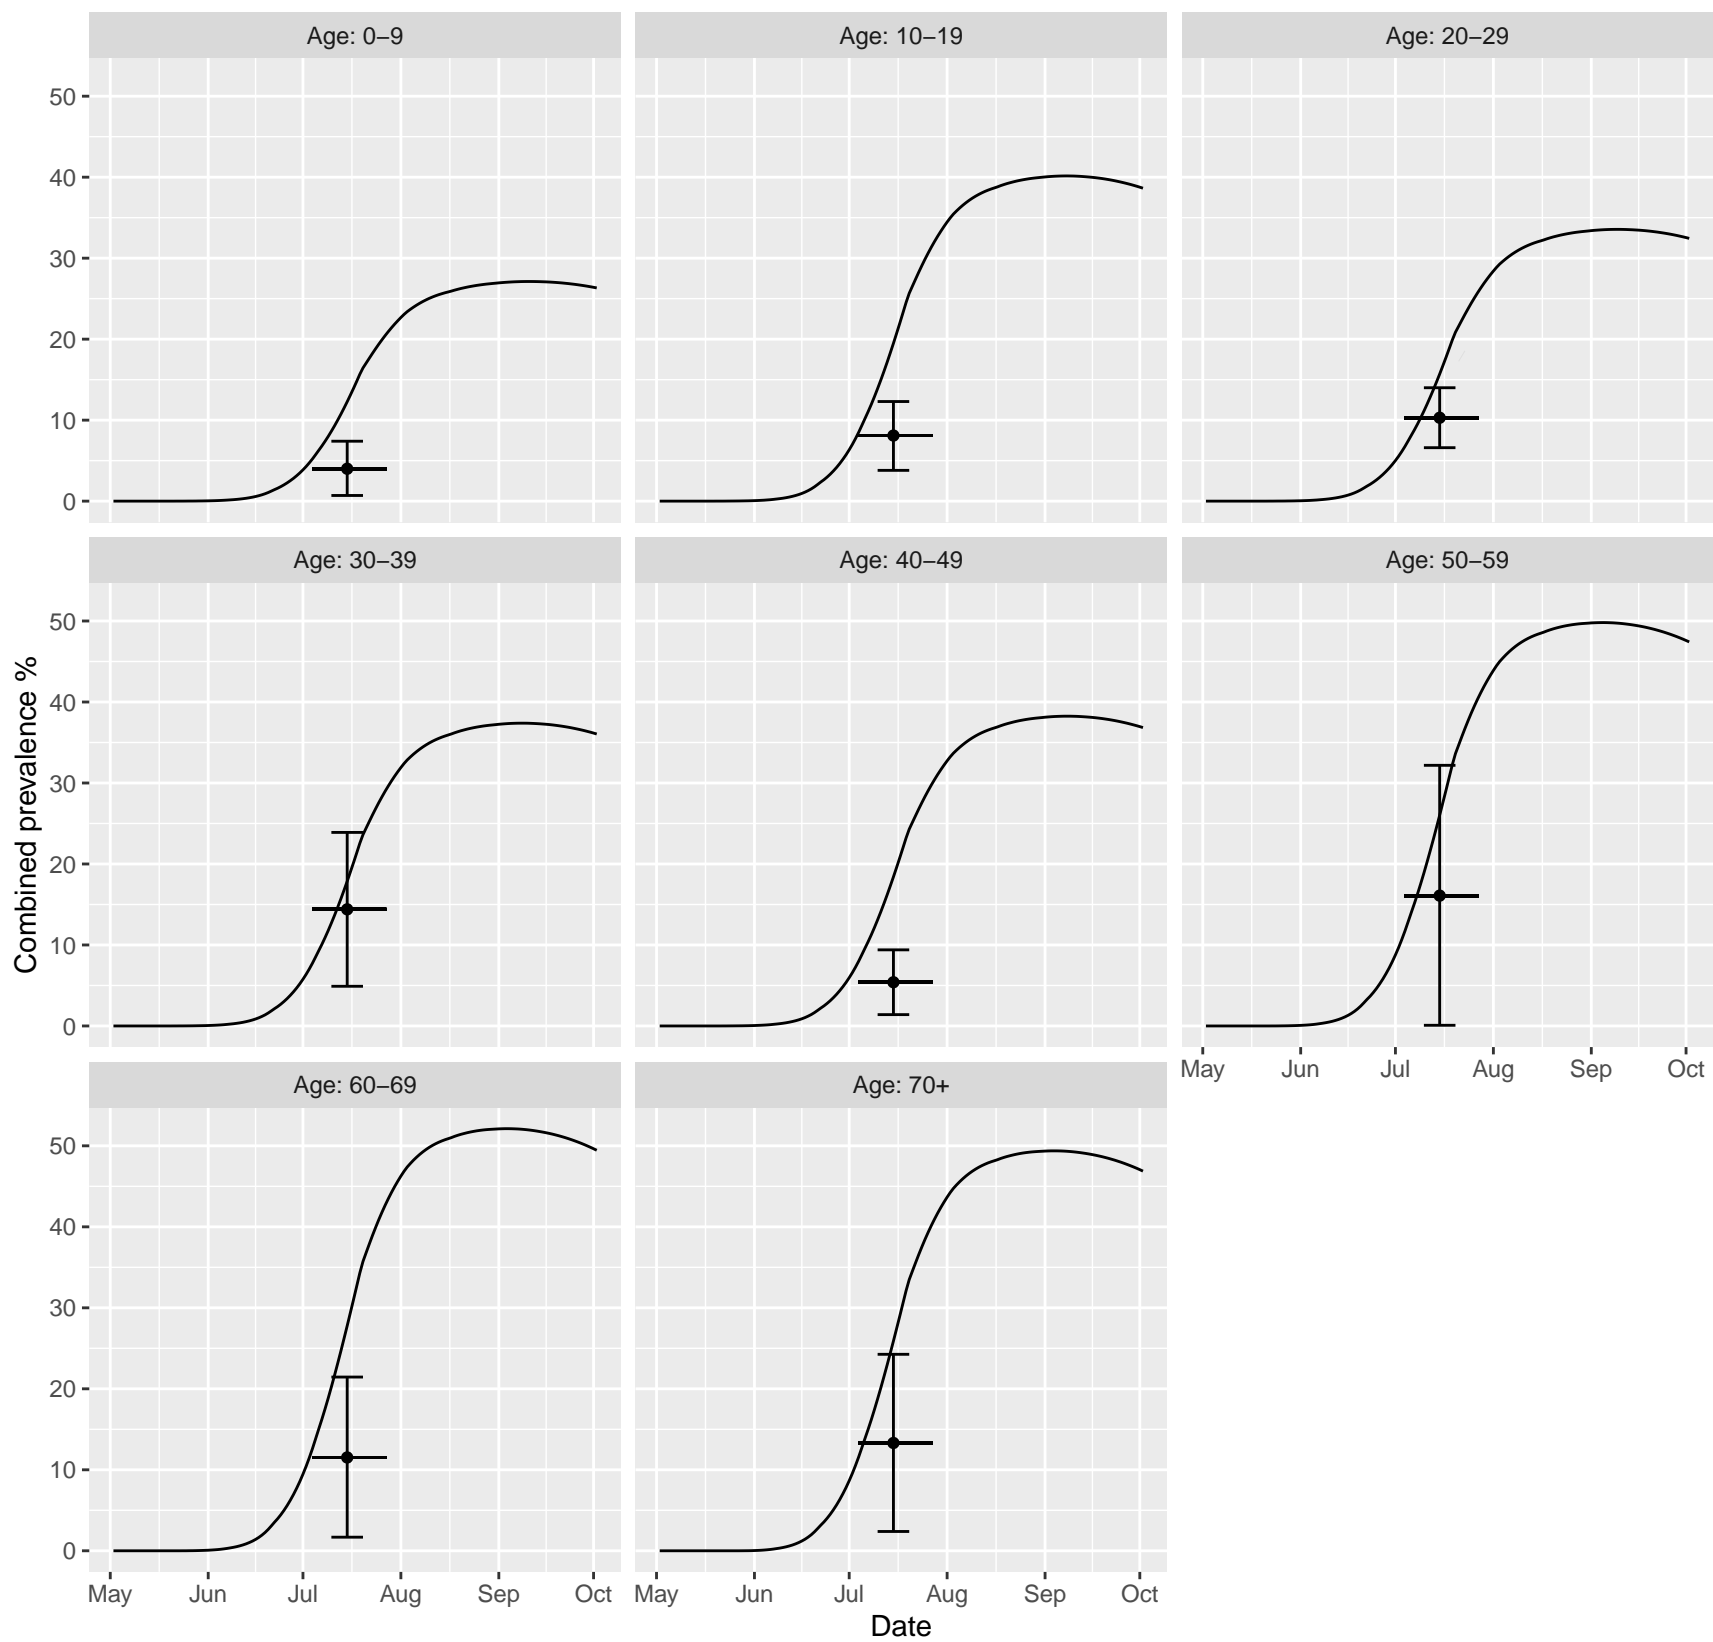 Age: 0–9
Age: 10–19
Age: 20–29
50
40
30
20
10
0
Age: 30–39
Age: 40–49
Age: 50–59
50
40
30
20
10
0
May Jun Jul Aug Sep Oct
Age: 60–69
Age: 70+
50
40
30
20
10
0
May Jun Jul Aug Sep Oct
May Jun Jul Aug Sep Oct
Combined prevalence %
Date